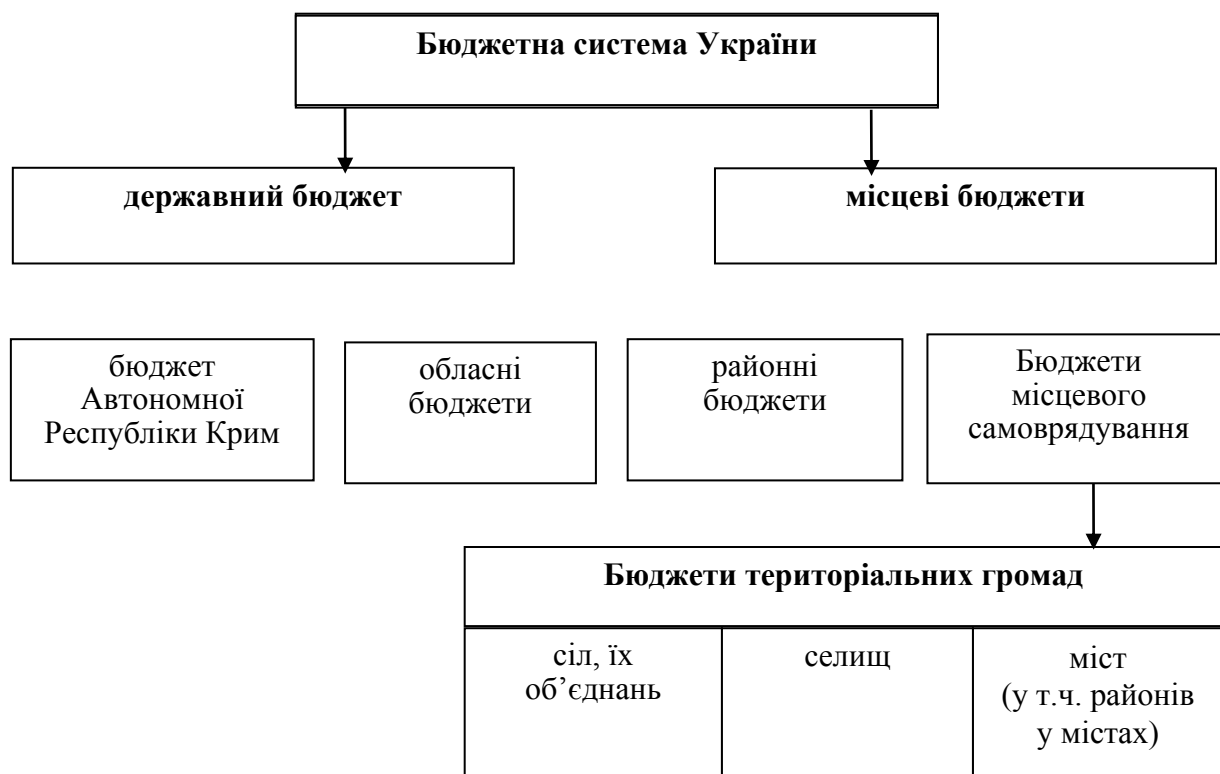 Бюджетна система України
державний бюджет
місцеві бюджети
бюджет
Автономної
Республіки Крим
обласні
бюджети
районні
бюджети
Бюджети
місцевого
самоврядування
Бюджети територіальних громад
сіл, їх
об’єднань
селищ
міст
(у т.ч. районів
у містах)